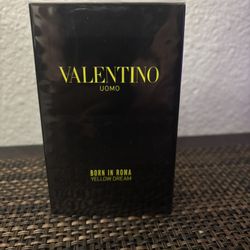 VALENTINO
UOMO
BORN IN ROMA
YELLOW DREAM